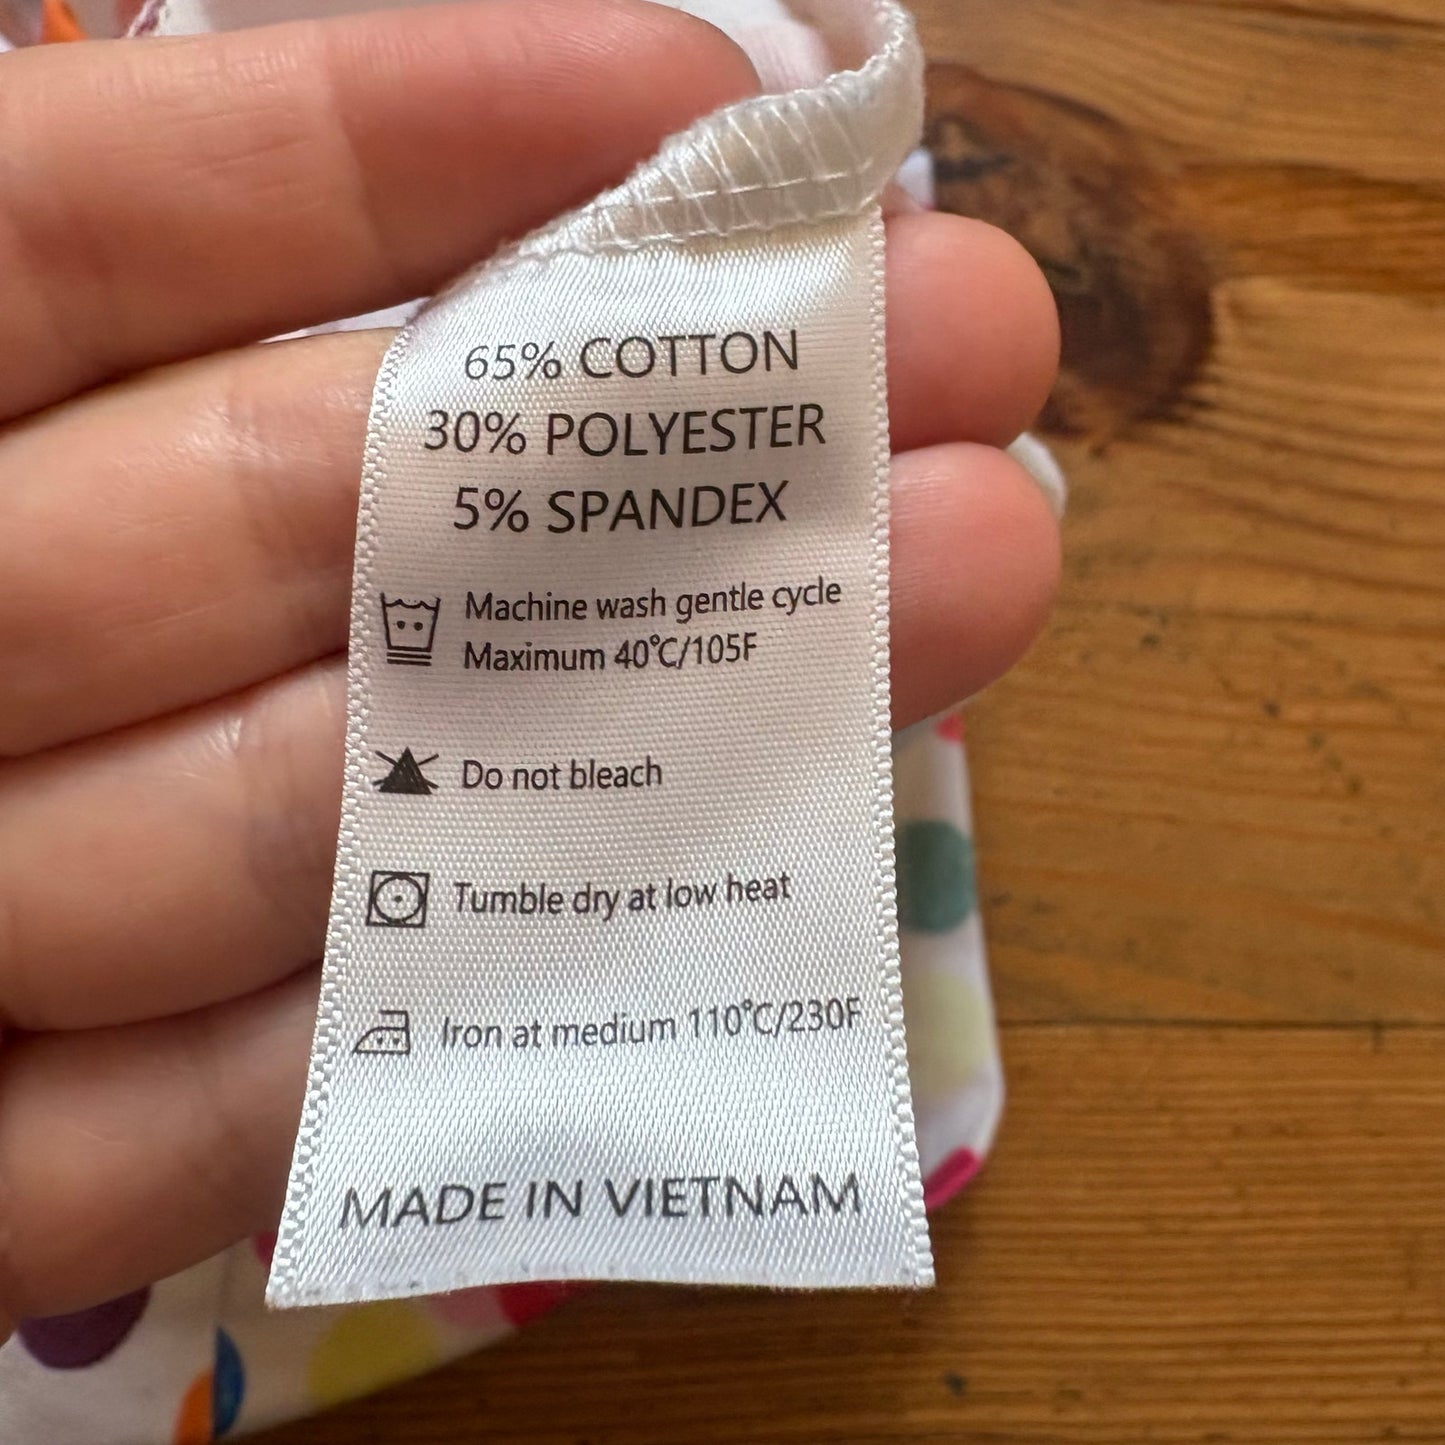 65% COTTON
30% POLYESTER
5% SPANDEX
Machine wash gentle cycle
Maximum 40°C/105F
Do not bleach
Tumble dry at low heat
Iron at medium 110°C/230F
MADE IN VIETNAM